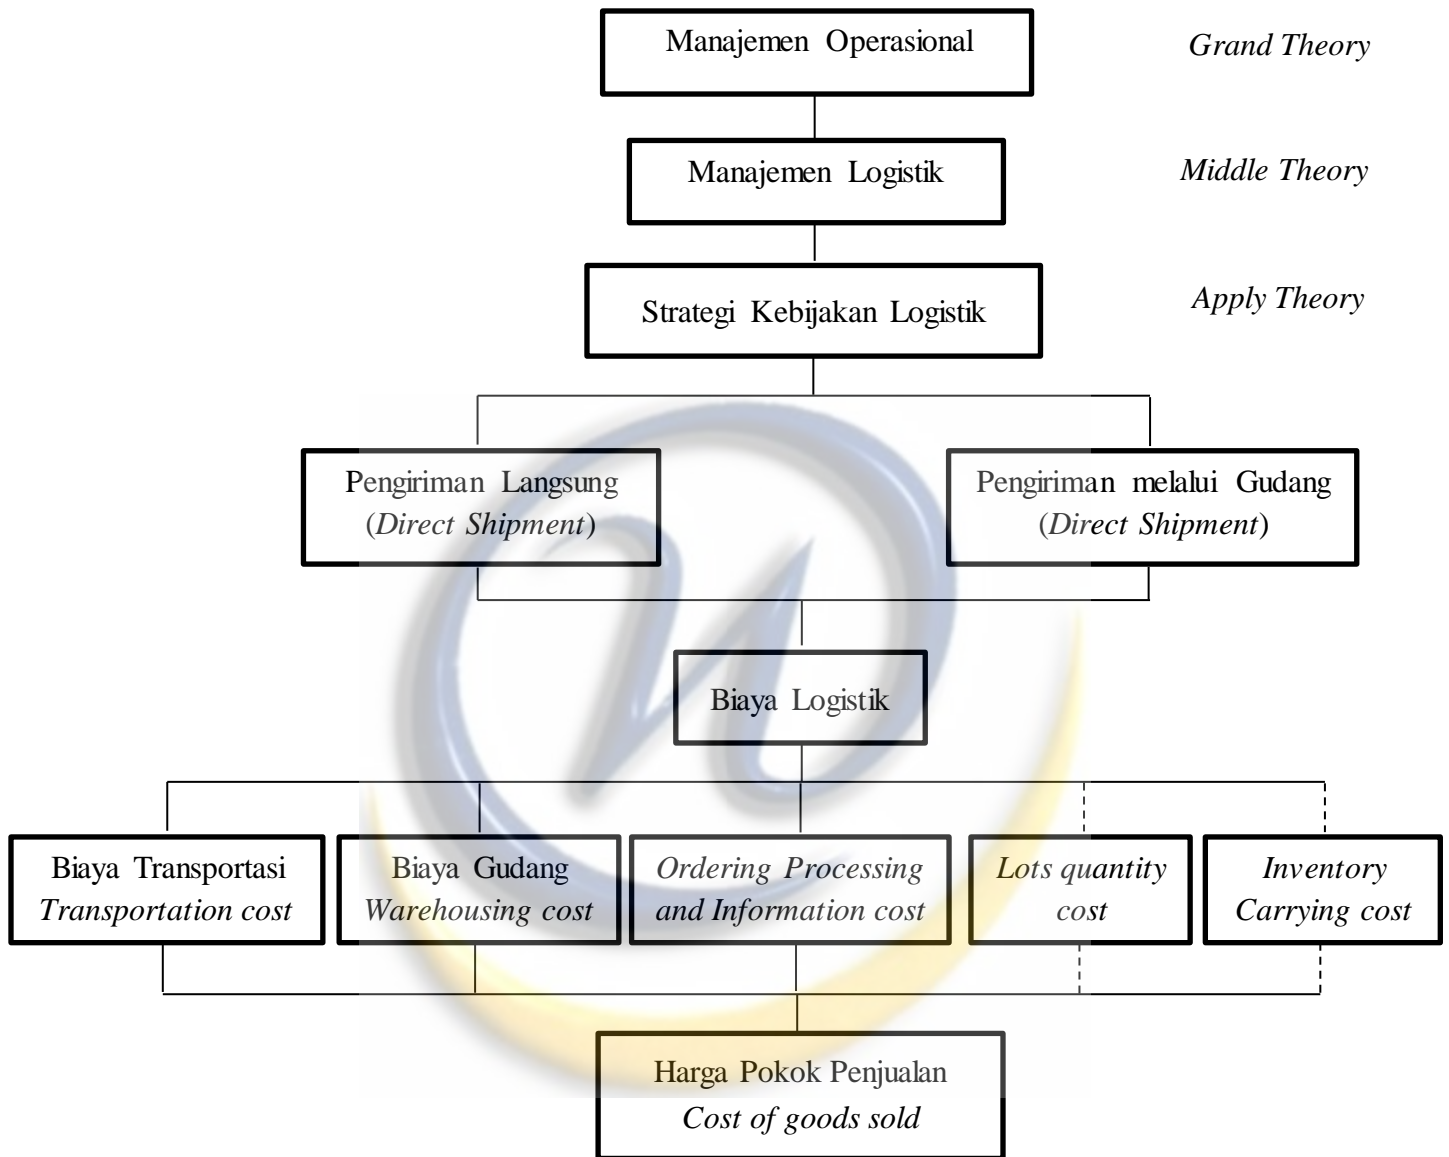 Manajemen Operasional
Grand Theory
Manajemen Logistik
Middle Theory
Strategi Kebijakan Logistik
Apply Theory
Pengiriman Langsung
(Direct Shipment)
Pengiriman melalui Gudang
(Direct Shipment)
Biaya Logistik
Biaya Transportasi
Transportation cost
Biaya Gudang
Warehousing cost
Ordering Processing
and Information cost
Lots quantity
cost
Inventory
Carrying cost
Harga Pokok Penjualan
Cost of goods sold